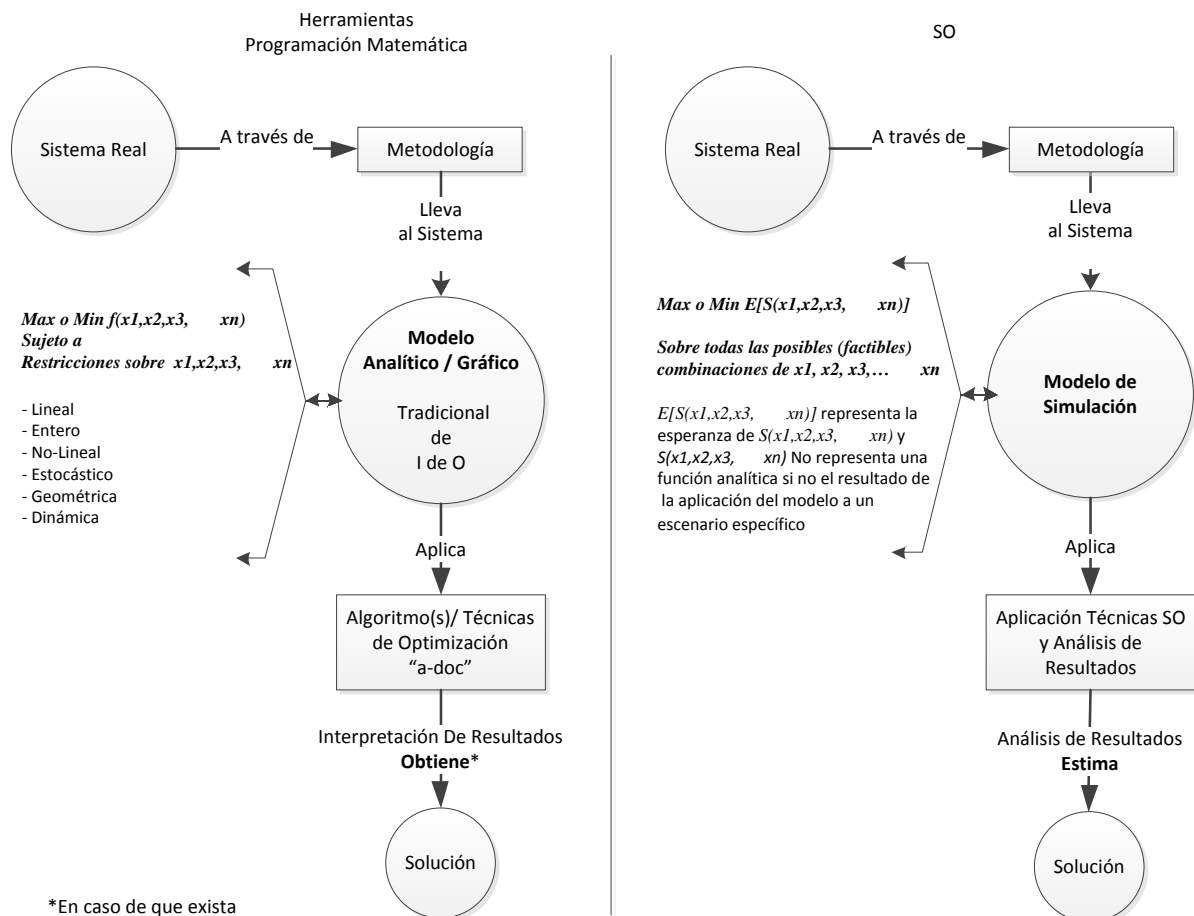 Herramientas
Programación Matemática
Sistema Real
A través de
Metodología
Lleva
al Sistema
Max o Min f(x1,x2,x3, xn)
Sujeto a
Restricciones sobre x1,x2,x3, xn
- Lineal
- Entero
- No-Lineal
- Estocástico
- Geométrica
- Dinámica
Modelo
Analítico / Gráfico
Tradicional
de
I de O
Aplica
Algoritmo(s)/ Técnicas
de Optimización
“a-doc”
Interpretación De Resultados
Obtiene*
Solución
*En caso de que exista
SO
Sistema Real
A través de
Metodología
Lleva
al Sistema
Max o Min E[S(x1,x2,x3, xn)]
Sobre todas las posibles (factibles)
combinaciones de x1, x2, x3,… xn
E[S(x1,x2,x3, xn)] representa la
esperanza de S(x1,x2,x3, xn) y
S(x1,x2,x3, xn) No representa una
función analítica si no el resultado de
la aplicación del modelo a un
escenario específico
Modelo de
Simulación
Aplica
Aplicación Técnicas SO
y Análisis de
Resultados
Análisis de Resultados
Estima
Solución